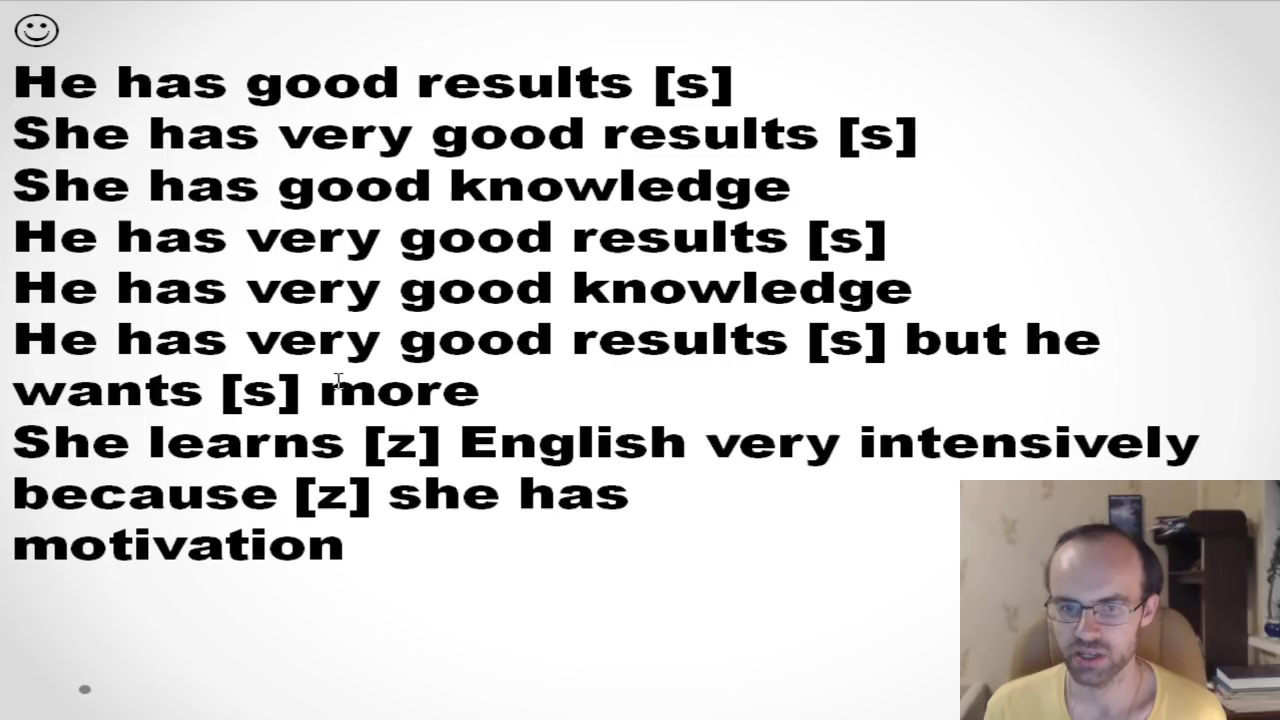 He has good results [s]
She has very good results [s]
She has good knowledge
He has very good results [s]
He has very good knowledge
He has very good results [s] but he
wants [s] more
She learns [z] English very intensively
because [z] she has
motivation